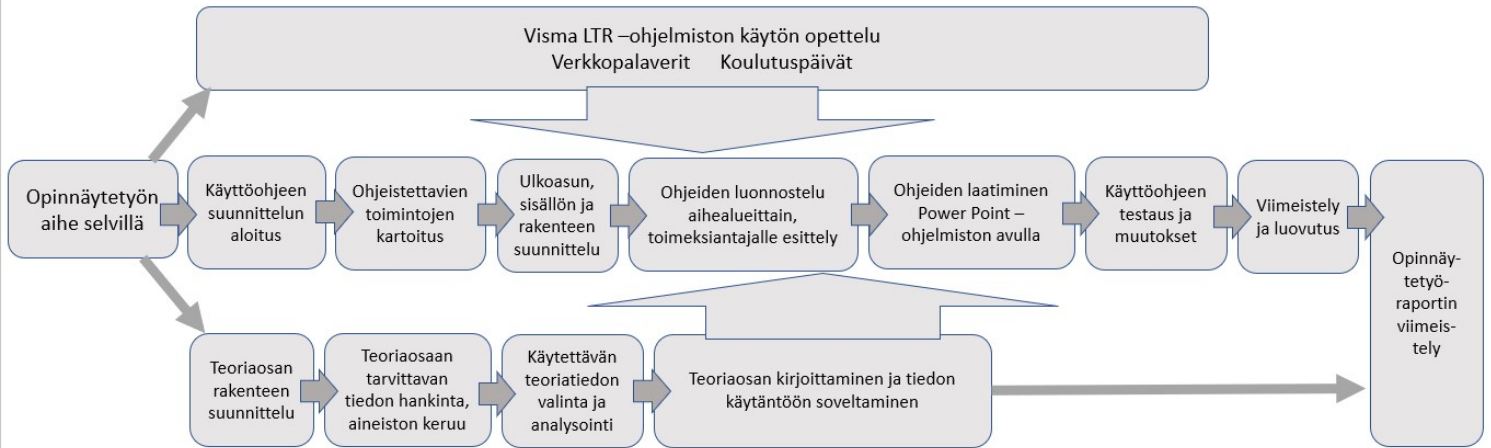 Visma LTR –ohjelmiston käytön opettelu
Verkkopalaverit Koulutuspäivät
Opinnäytetyön
aihe selvillä
Käyttöohjeen
suunnittelun
aloitus
Ohjeistettavien
toimintojen
kartoitus
Ulkoasun,
sisällön ja
rakenteen
suunnittelu
Ohjeiden luonnostelu
aihealueittain,
toimeksiantajalle esittely
Ohjeiden laatiminen
Power Point –
ohjelmiston avulla
Käyttöohjeen
testaus ja
muutokset
Viimeistely
ja luovutus
Opinnäy-
tetyö-
raportin
viimeis-
tely
Teoriaosan
rakenteen
suunnittelu
Teoriaosaan
tarvittavan
tiedon hankinta,
aineiston keruu
Käytettävän
teoriatiedon
valinta ja
analysointi
Teoriaosan kirjoittaminen ja tiedon
käytäntöön soveltaminen